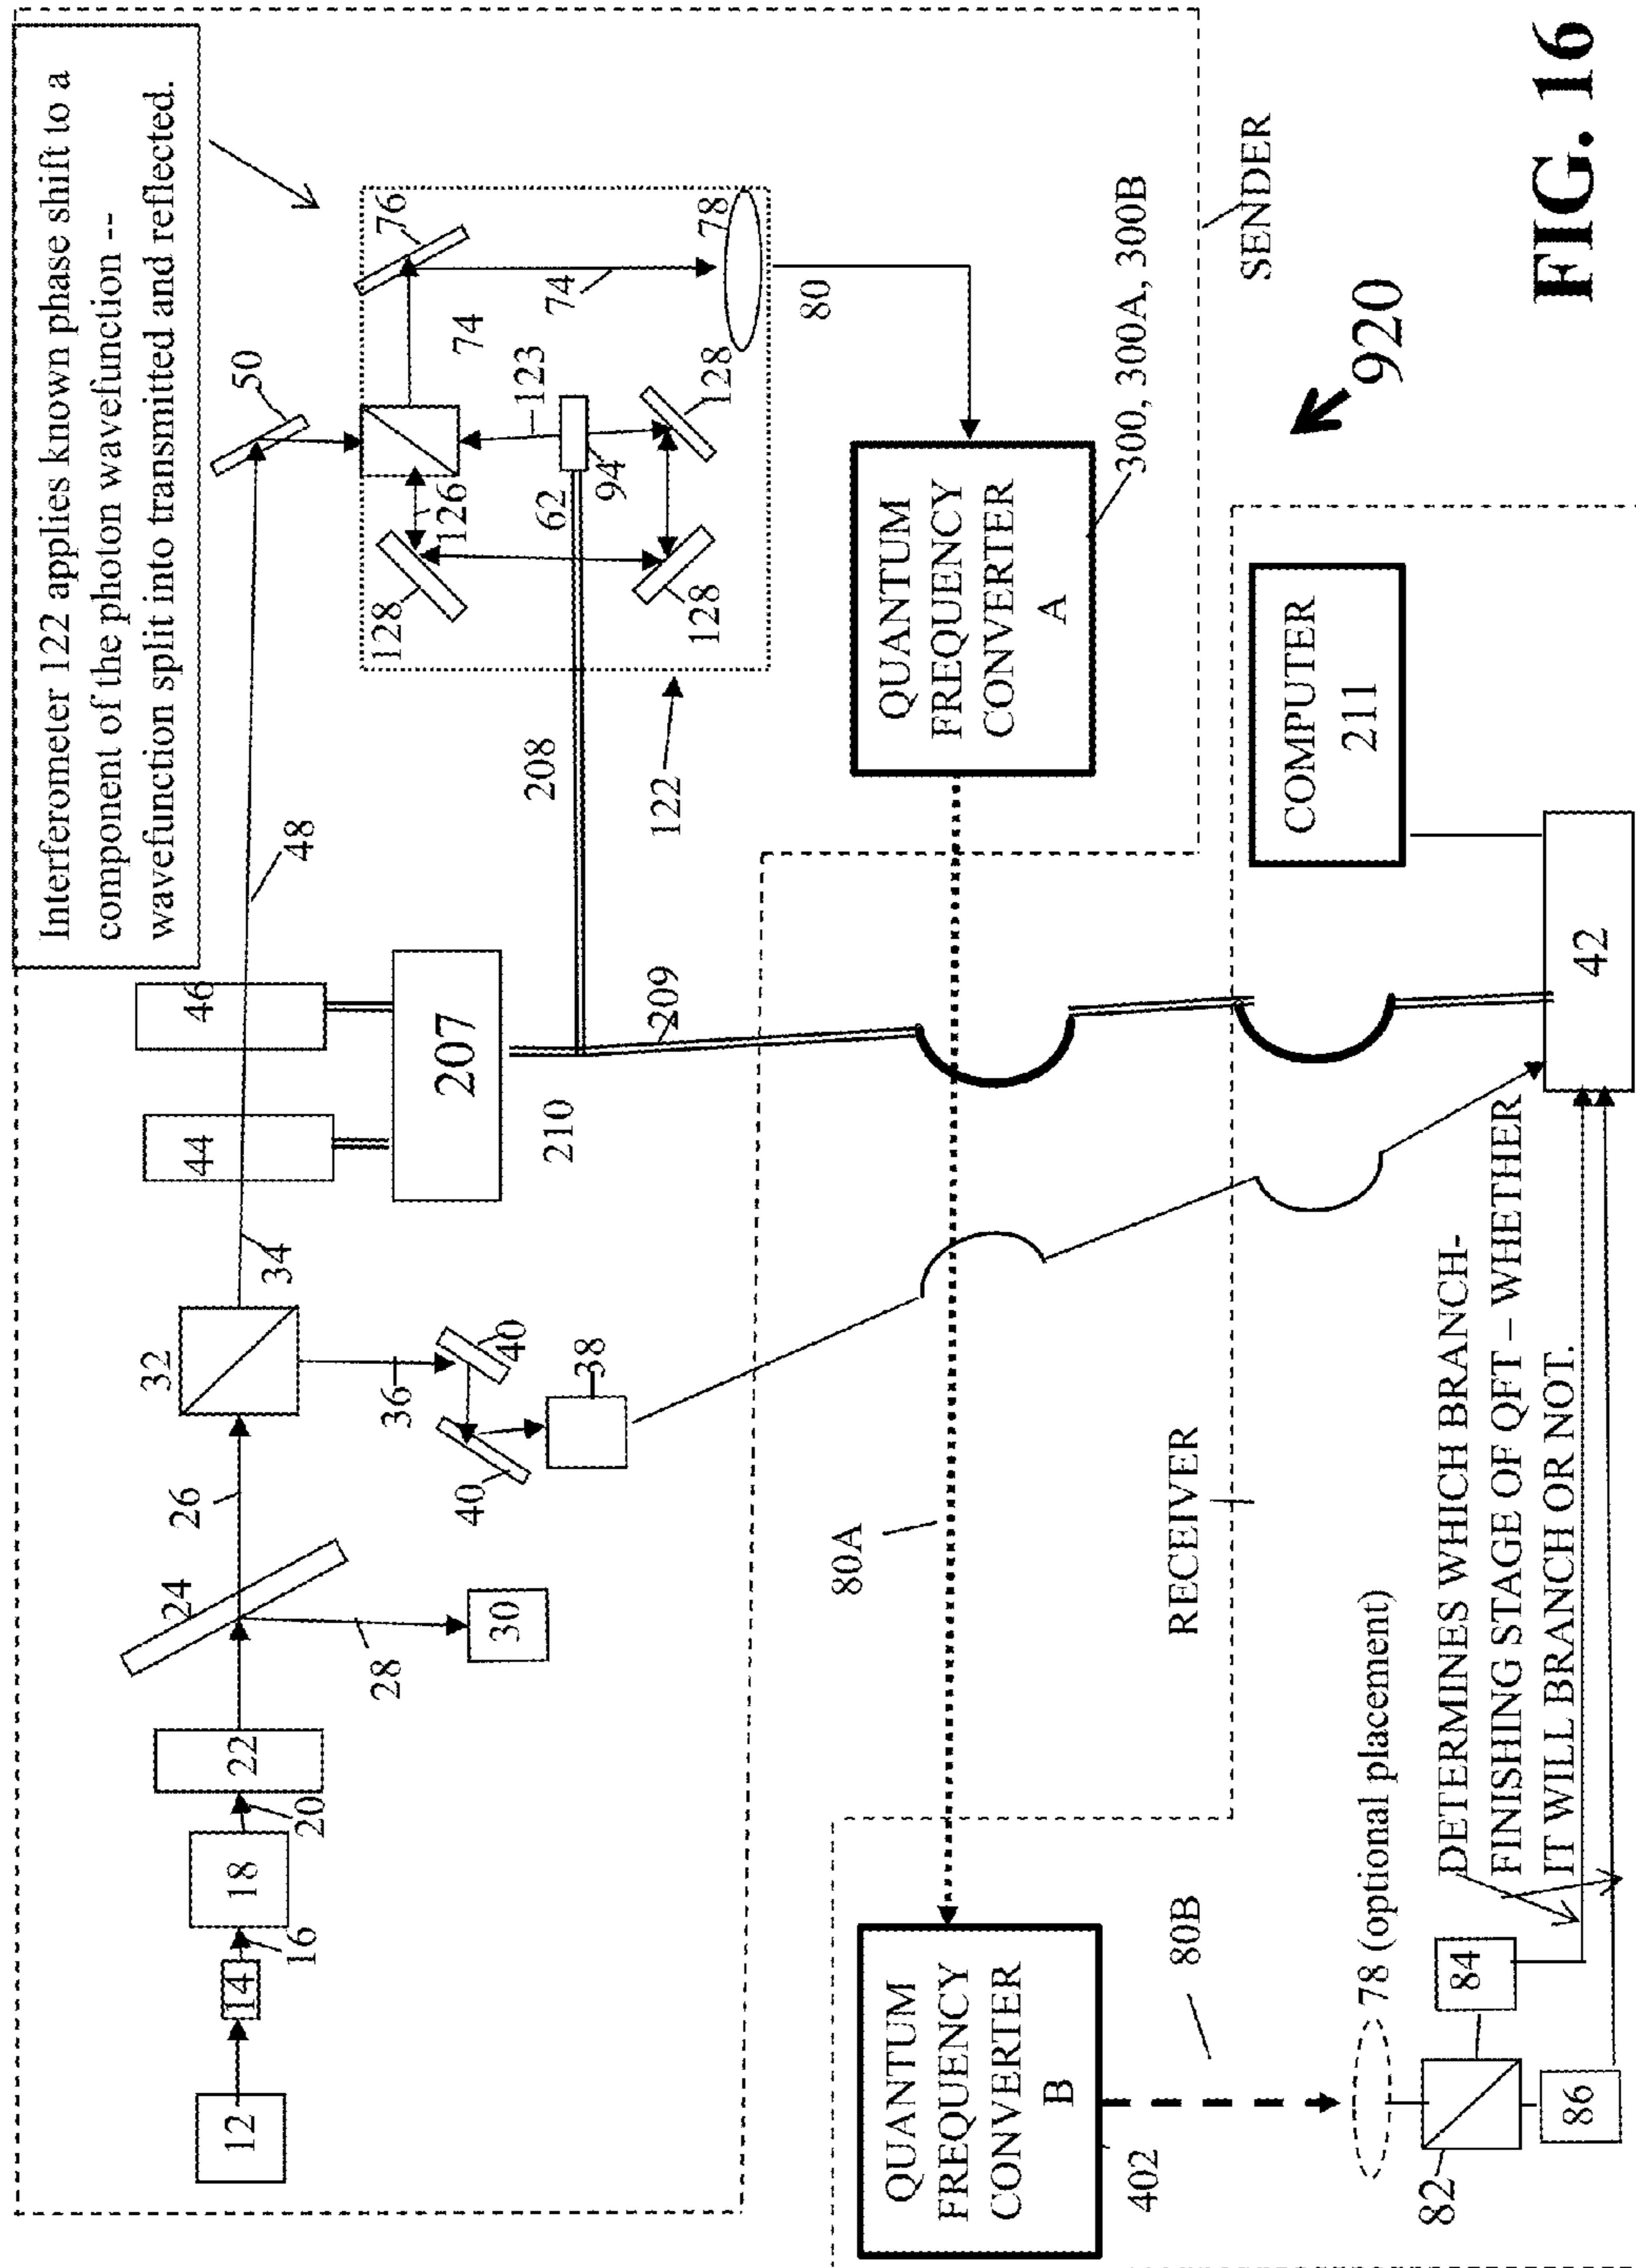 Interferometer 122 applies known phase shift to a
component of the photon wavefunction --
wavefunction split into transmitted and reflected.
12
14
16
18
20
22
24
26
28
30
32
34
36
40
40
38
44
46
48
50
207
210
208
209
122
76
74
74
78
80
123
126
62
94
128
128
128
128
QUANTUM
FREQUENCY
CONVERTER
A
300, 300A, 300B
SENDER
920
80A
RECEIVER
COMPUTER
211
42
QUANTUM
FREQUENCY
CONVERTER
B
402
80B
78 (optional placement)
82
84
86
DETERMINES WHICH BRANCH-
FINISHING STAGE OF QFT – WHETHER
IT WILL BRANCH OR NOT.
FIG. 16